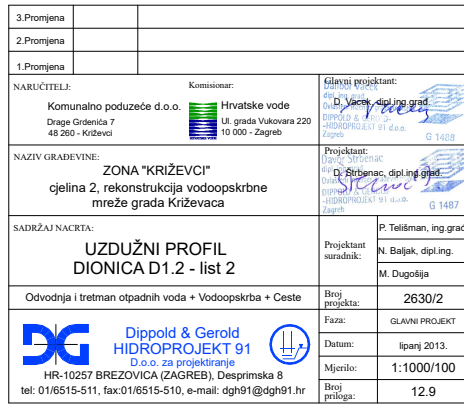 3.Promjena
2.Promjena
1.Promjena
NARUČITELJ:
Komunalno poduzeće d.o.o.
Drage Grdenića 7
48 260 - Križevci
Komisionar:
Hrvatske vode
Ul. grada Vukovara 220
10 000 - Zagreb
Glavni projektant:
D. Vacek, dipl.ing.građ.
G 1488
NAZIV GRAĐEVINE:
ZONA "KRIŽEVCI"
cjelina 2, rekonstrukcija vodoopskrbne
mreže grada Križevaca
Projektant:
Davor Štrbenac
D. Štrbenac, dipl.ing.građ.
-HIDROPROJEKT 91 d.o.o.
Zagreb
G 1487
SADRŽAJ NACRTA:
UZDUŽNI PROFIL
DIONICA D1.2 - list 2
Projektant
suradnik:
P. Telišman, ing.građ
N. Baljak, dipl.ing.
M. Dugošija
Odvodnja i tretman otpadnih voda + Vodoopskrba + Ceste
Broj
projekta:
2630/2
DG
Dippold & Gerold
HIDROPROJEKT 91
D.o.o. za projektiranje
HR-10257 BREZOVICA (ZAGREB), Desprimska 8
tel: 01/6515-511, fax:01/6515-510, e-mail: dgh91@dgh91.hr
Faza:
GLAVNI PROJEKT
Datum:
lipanj 2013.
Mjerilo:
1:1000/100
Broj
priloga:
12.9